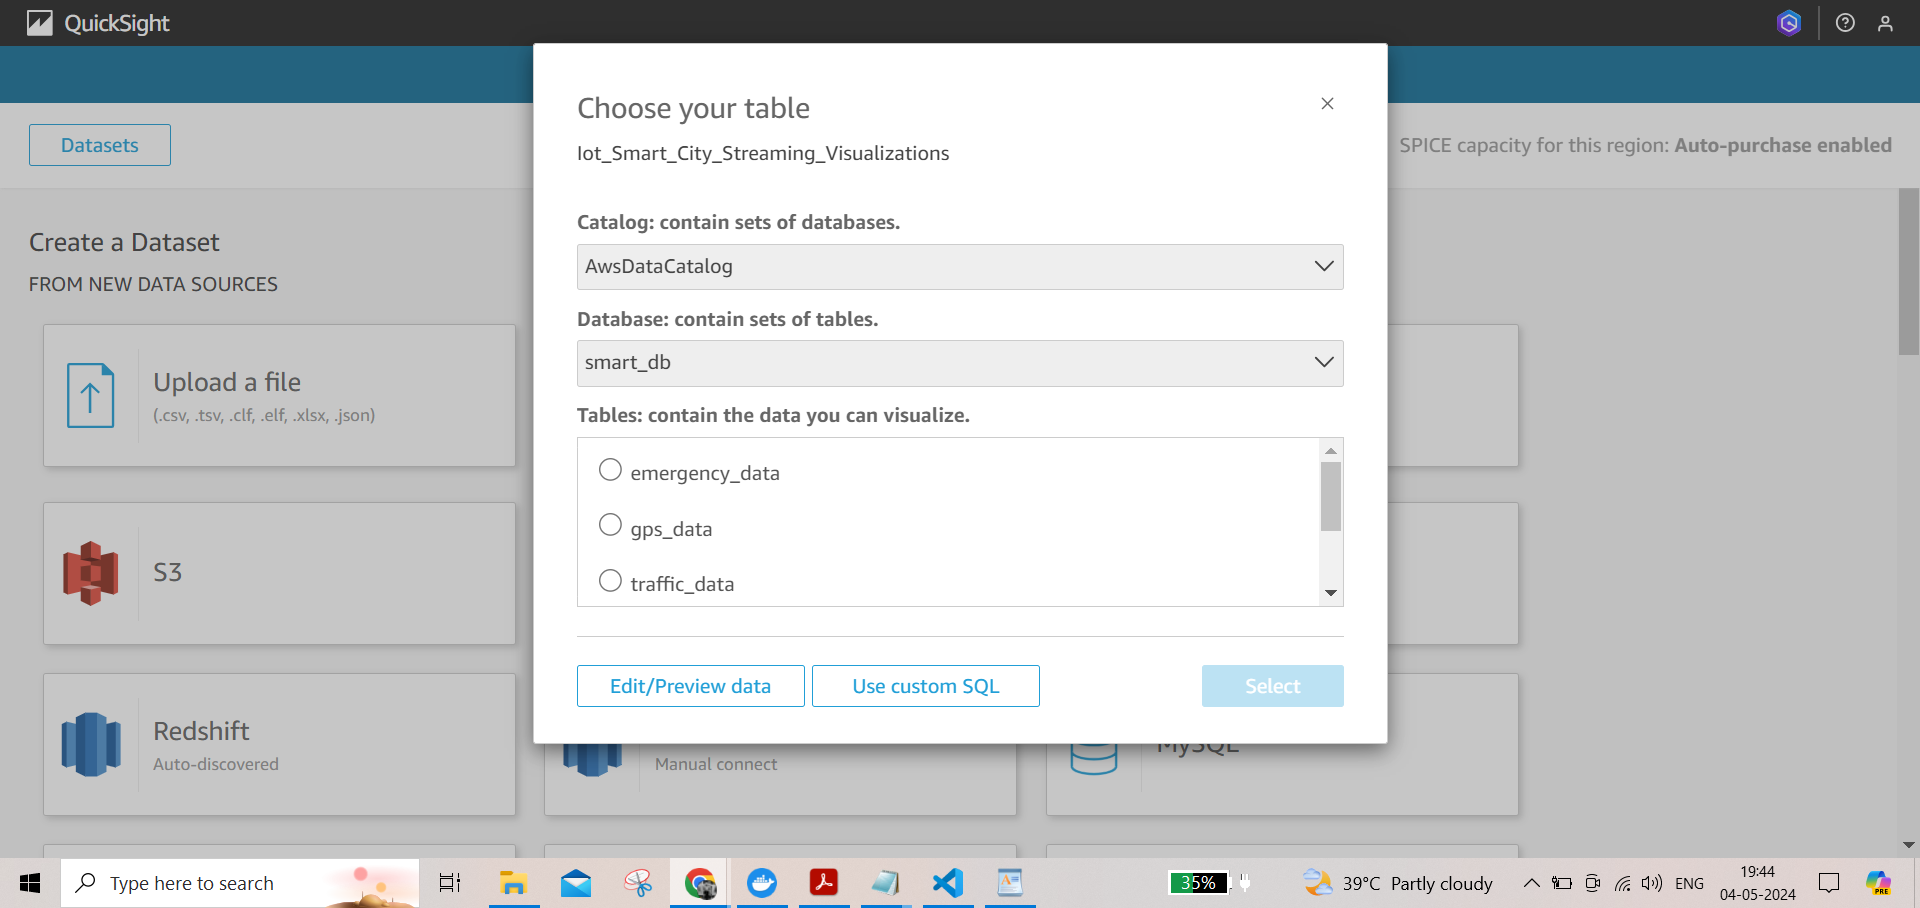 QuickSight
Choose your table
Iot_Smart_City_Streaming_Visualizations
Datasets
SPICE capacity for this region: Auto-purchase enabled
Catalog: contain sets of databases.
AwsDataCatalog
Create a Dataset
FROM NEW DATA SOURCES
Database: contain sets of tables.
smart_db
Tables: contain the data you can visualize.
emergency_data
gps_data
traffic_data
Edit/Preview data
Use custom SQL
Select
Upload a file
(.csv, .tsv, .clf, .elf, .xlsx, .json)
S3
Redshift
Auto-discovered
Manual connect
MySQL
Type here to search
35%
39°C Partly cloudy
ENG
19:44
04-05-2024
PRE